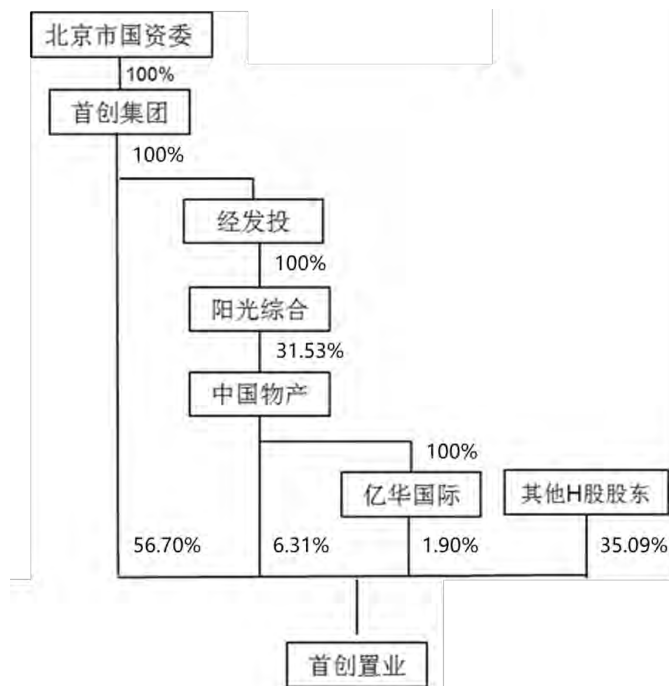 北京市国资委
100%
首创集团
100%
经发投
100%
阳光综合
31.53%
中国物产
100%
亿华国际
其他H股股东
56.70%
6.31%
1.90%
35.09%
首创置业